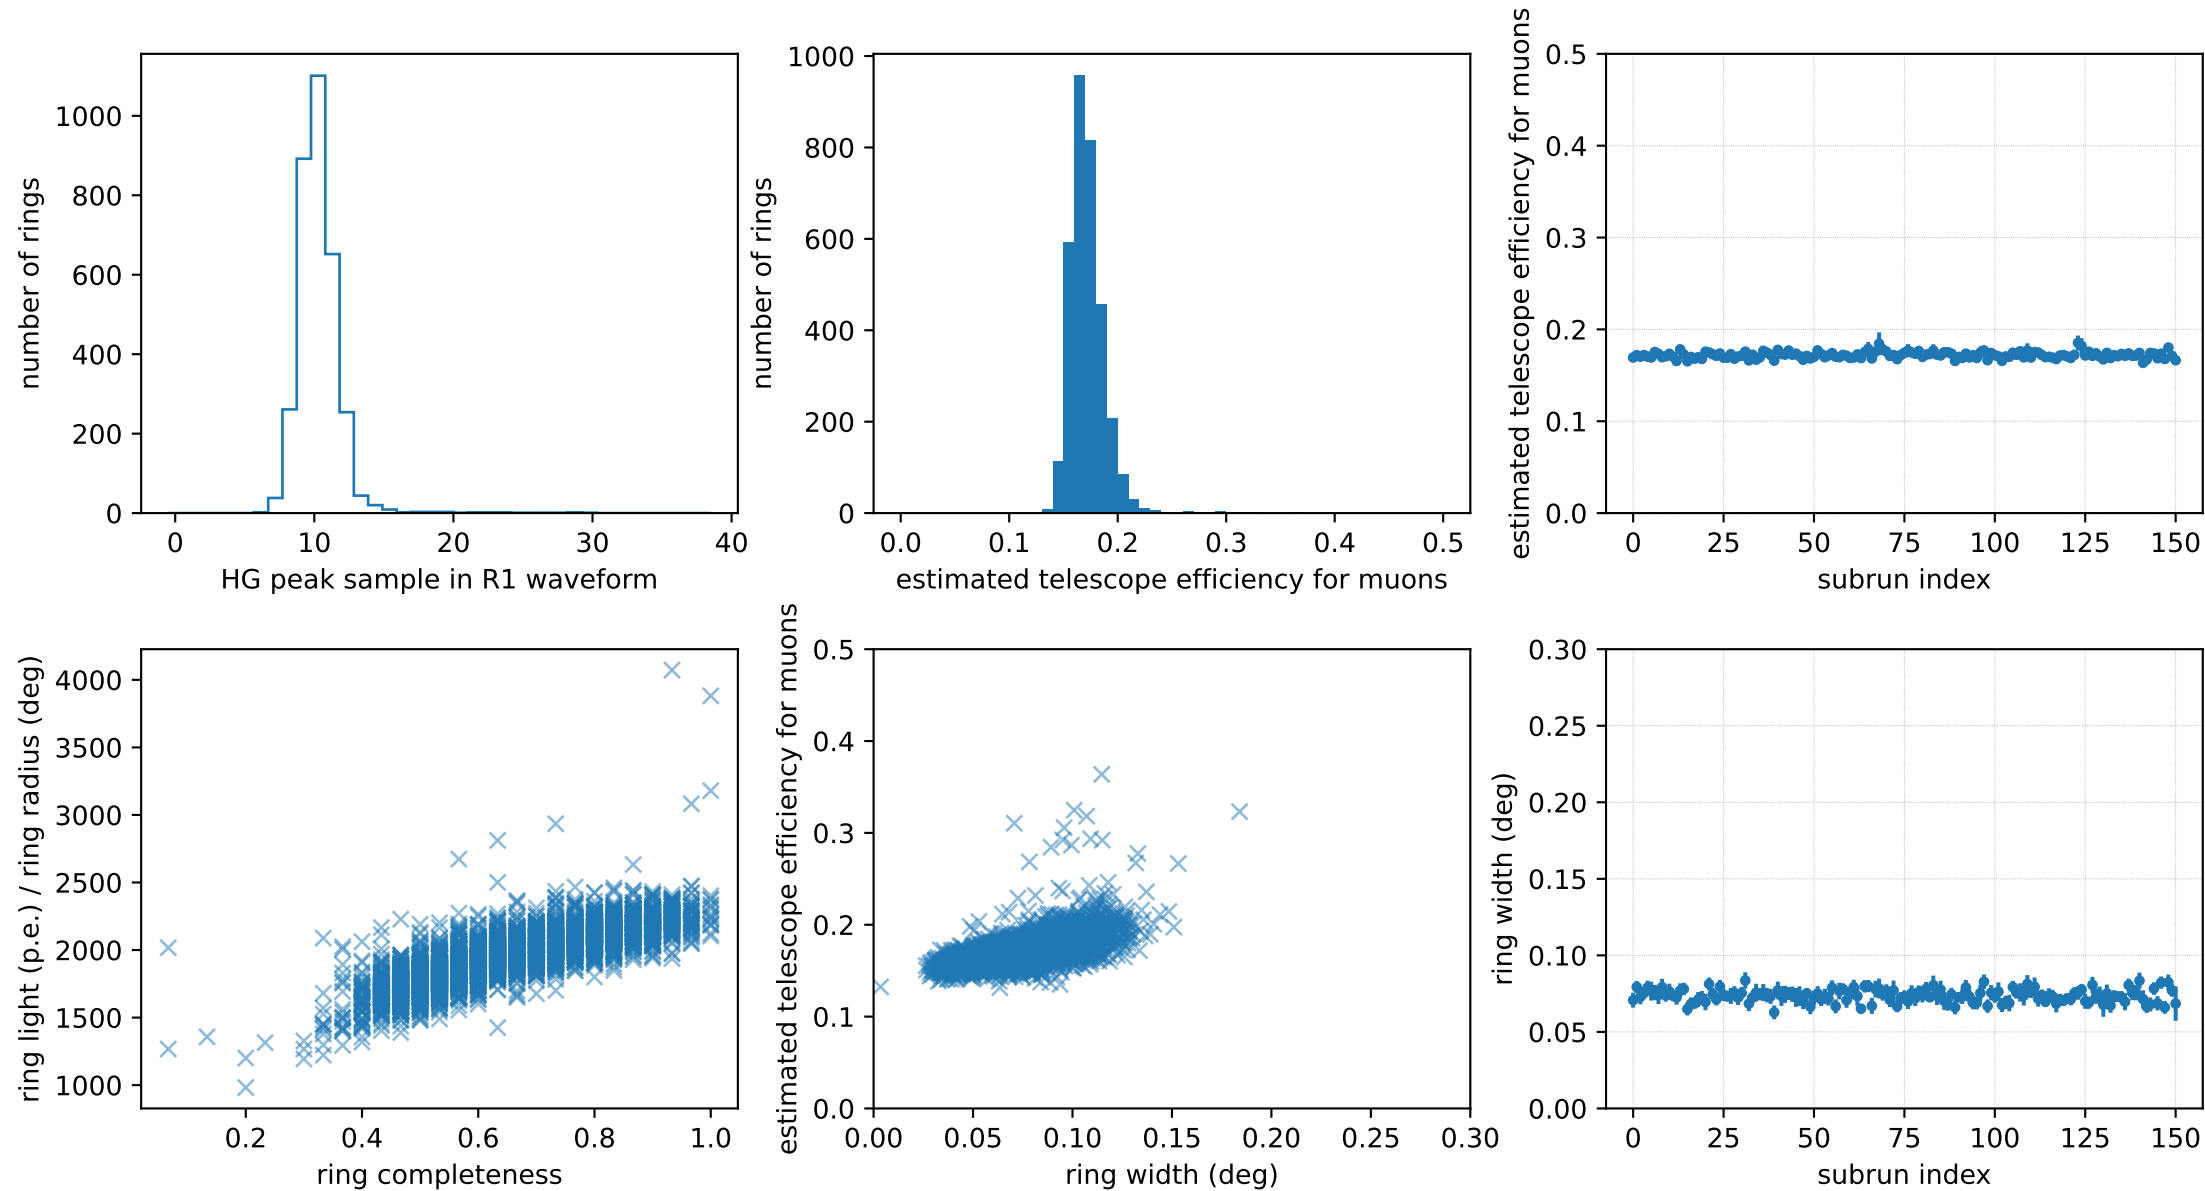 number of rings
1000
800
600
400
200
0
0 10 20 30 40
HG peak sample in R1 waveform
number of rings
1000
800
600
400
200
0
0.0 0.1 0.2 0.3 0.4 0.5
estimated telescope efficiency for muons
estimated telescope efficiency for muons
0.5
0.4
0.3
0.2
0.1
0.0
0 25 50 75 100 125 150
subrun index
ring light (p.e.) / ring radius (deg)
4000
3500
3000
2500
2000
1500
1000
0.2 0.4 0.6 0.8 1.0
ring completeness
estimated telescope efficiency for muons
0.5
0.4
0.3
0.2
0.1
0.0
0.00 0.05 0.10 0.15 0.20 0.25 0.30
ring width (deg)
ring width (deg)
0.30
0.25
0.20
0.15
0.10
0.05
0.00
0 25 50 75 100 125 150
subrun index